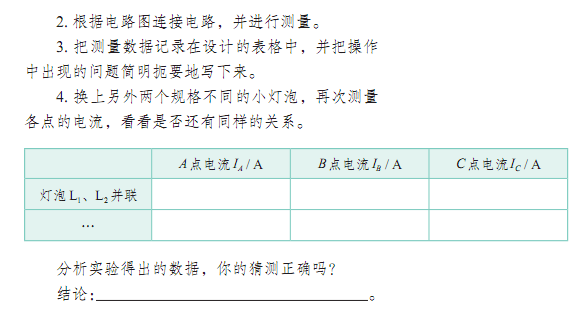 2. 根据电路图连接电路，并进行测量。
3. 把测量数据记录在设计的表格中，并把操作
中出现的问题简明扼要地写下来。
4. 换上另外两个规格不同的小灯泡，再次测量
各点的电流，看看是否还有同样的关系。
A点电流 I_A / A B点电流 I_B / A C点电流 I_C / A
灯泡 L₁、L₂ 并联
…
分析实验得出的数据，你的猜测正确吗？
结论：____________________。